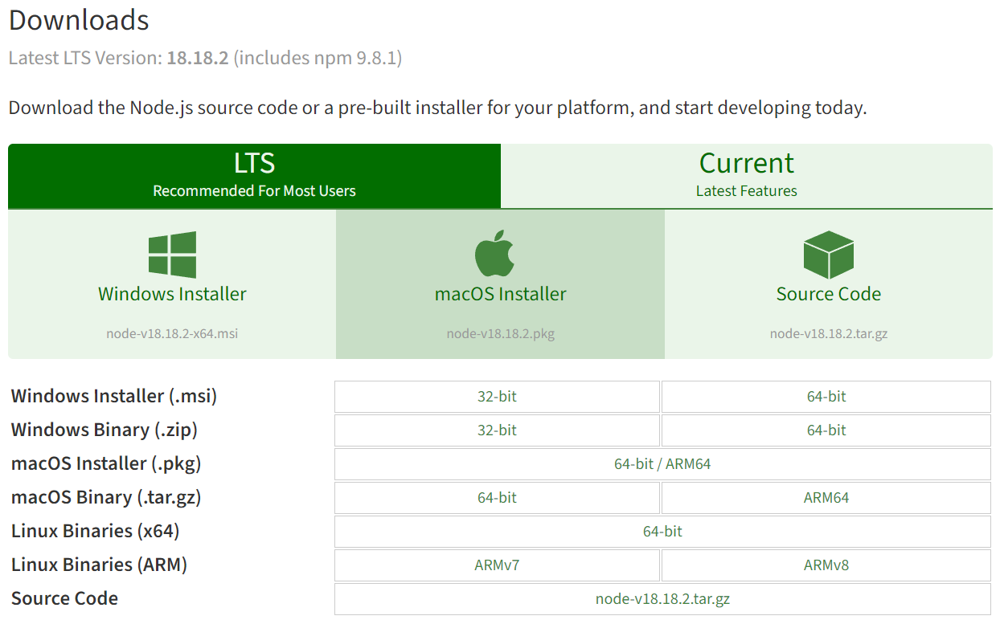 Downloads
Latest LTS Version: 18.18.2 (includes npm 9.8.1)
Download the Node.js source code or a pre-built installer for your platform, and start developing today.
LTS
Recommended For Most Users
Current
Latest Features
Windows Installer
node-v18.18.2-x64.msi
macOS Installer
node-v18.18.2.pkg
Source Code
node-v18.18.2.tar.gz
Windows Installer (.msi) 32-bit 64-bit
Windows Binary (.zip) 32-bit 64-bit
macOS Installer (.pkg) 64-bit / ARM64
macOS Binary (.tar.gz) 64-bit ARM64
Linux Binaries (x64) 64-bit
Linux Binaries (ARM) ARMv7 ARMv8
Source Code node-v18.18.2.tar.gz